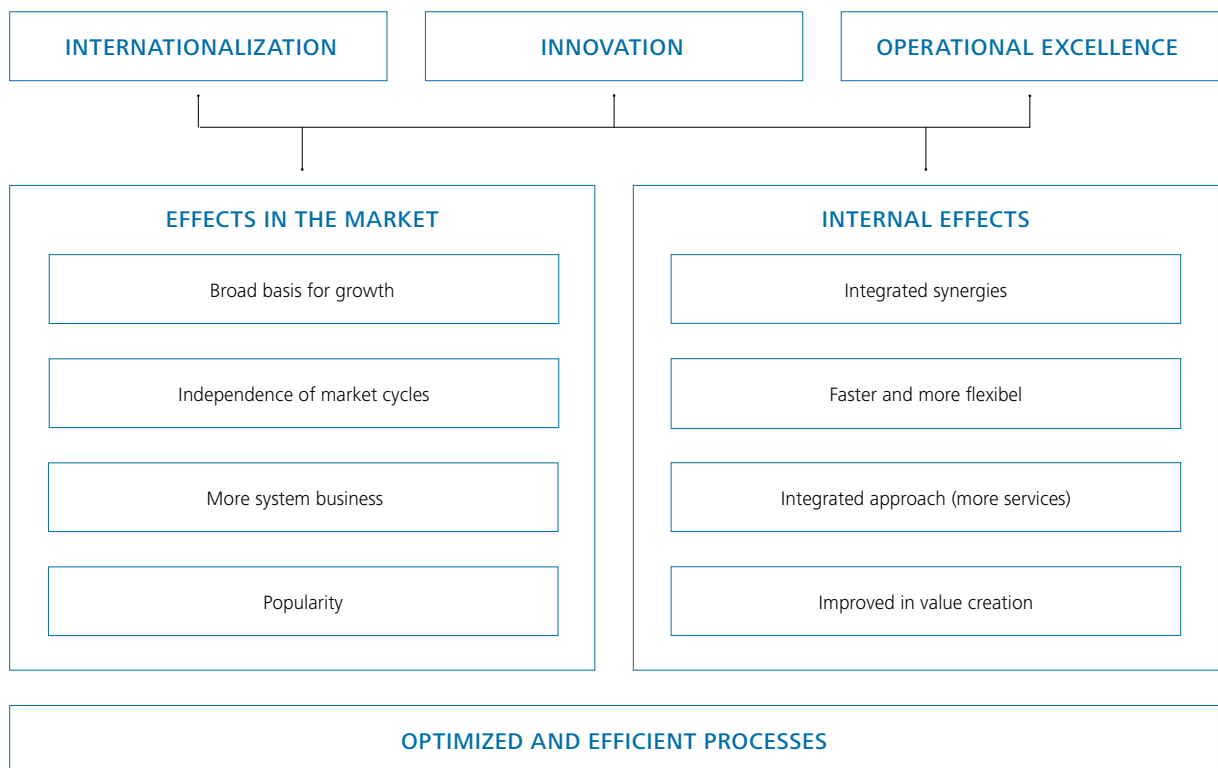 INTERNATIONALIZATION
INNOVATION
OPERATIONAL EXCELLENCE
EFFECTS IN THE MARKET
Broad basis for growth
Independence of market cycles
More system business
Popularity
INTERNAL EFFECTS
Integrated synergies
Faster and more flexibel
Integrated approach (more services)
Improved in value creation
OPTIMIZED AND EFFICIENT PROCESSES